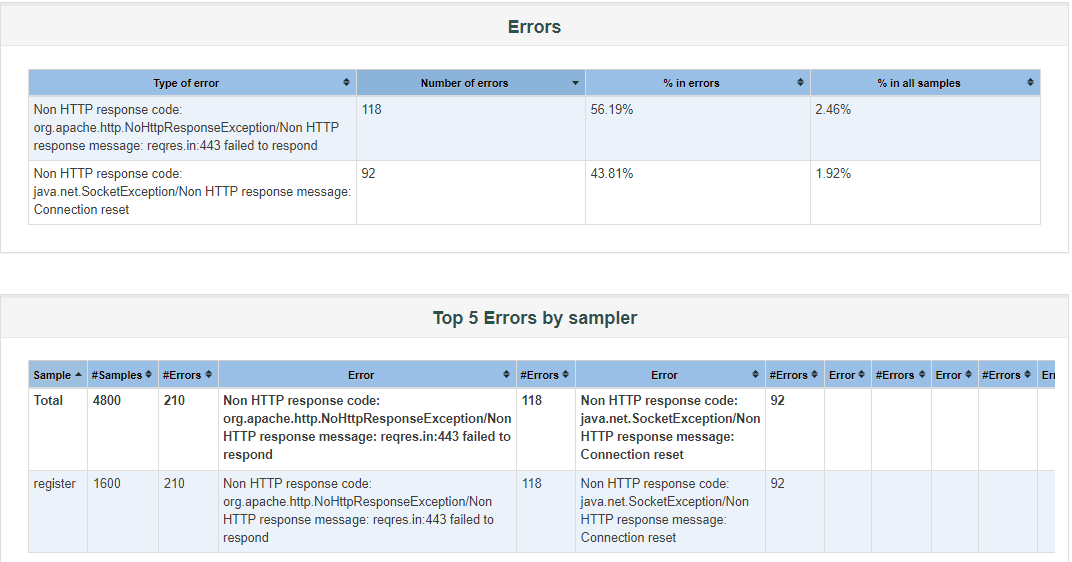 Errors
Type of error Number of errors % in errors % in all samples
Non HTTP response code: 118 56.19% 2.46%
org.apache.http.NoHttpResponseException/Non HTTP
response message: reqres.in:443 failed to respond
Non HTTP response code: 92 43.81% 1.92%
java.net.SocketException/Non HTTP response message:
Connection reset
Top 5 Errors by sampler
Sample #Samples #Errors Error #Errors Error #Errors Error #Errors Error #Errors
Total 4800 210 Non HTTP response code: 118 Non HTTP response code: 92
org.apache.http.NoHttpResponseException/Non java.net.SocketException/Non
HTTP response message: reqres.in:443 failed to HTTP response message:
respond Connection reset
register 1600 210 Non HTTP response code: 118 Non HTTP response code: 92
org.apache.http.NoHttpResponseException/Non java.net.SocketException/Non
HTTP response message: reqres.in:443 failed to HTTP response message:
respond Connection reset